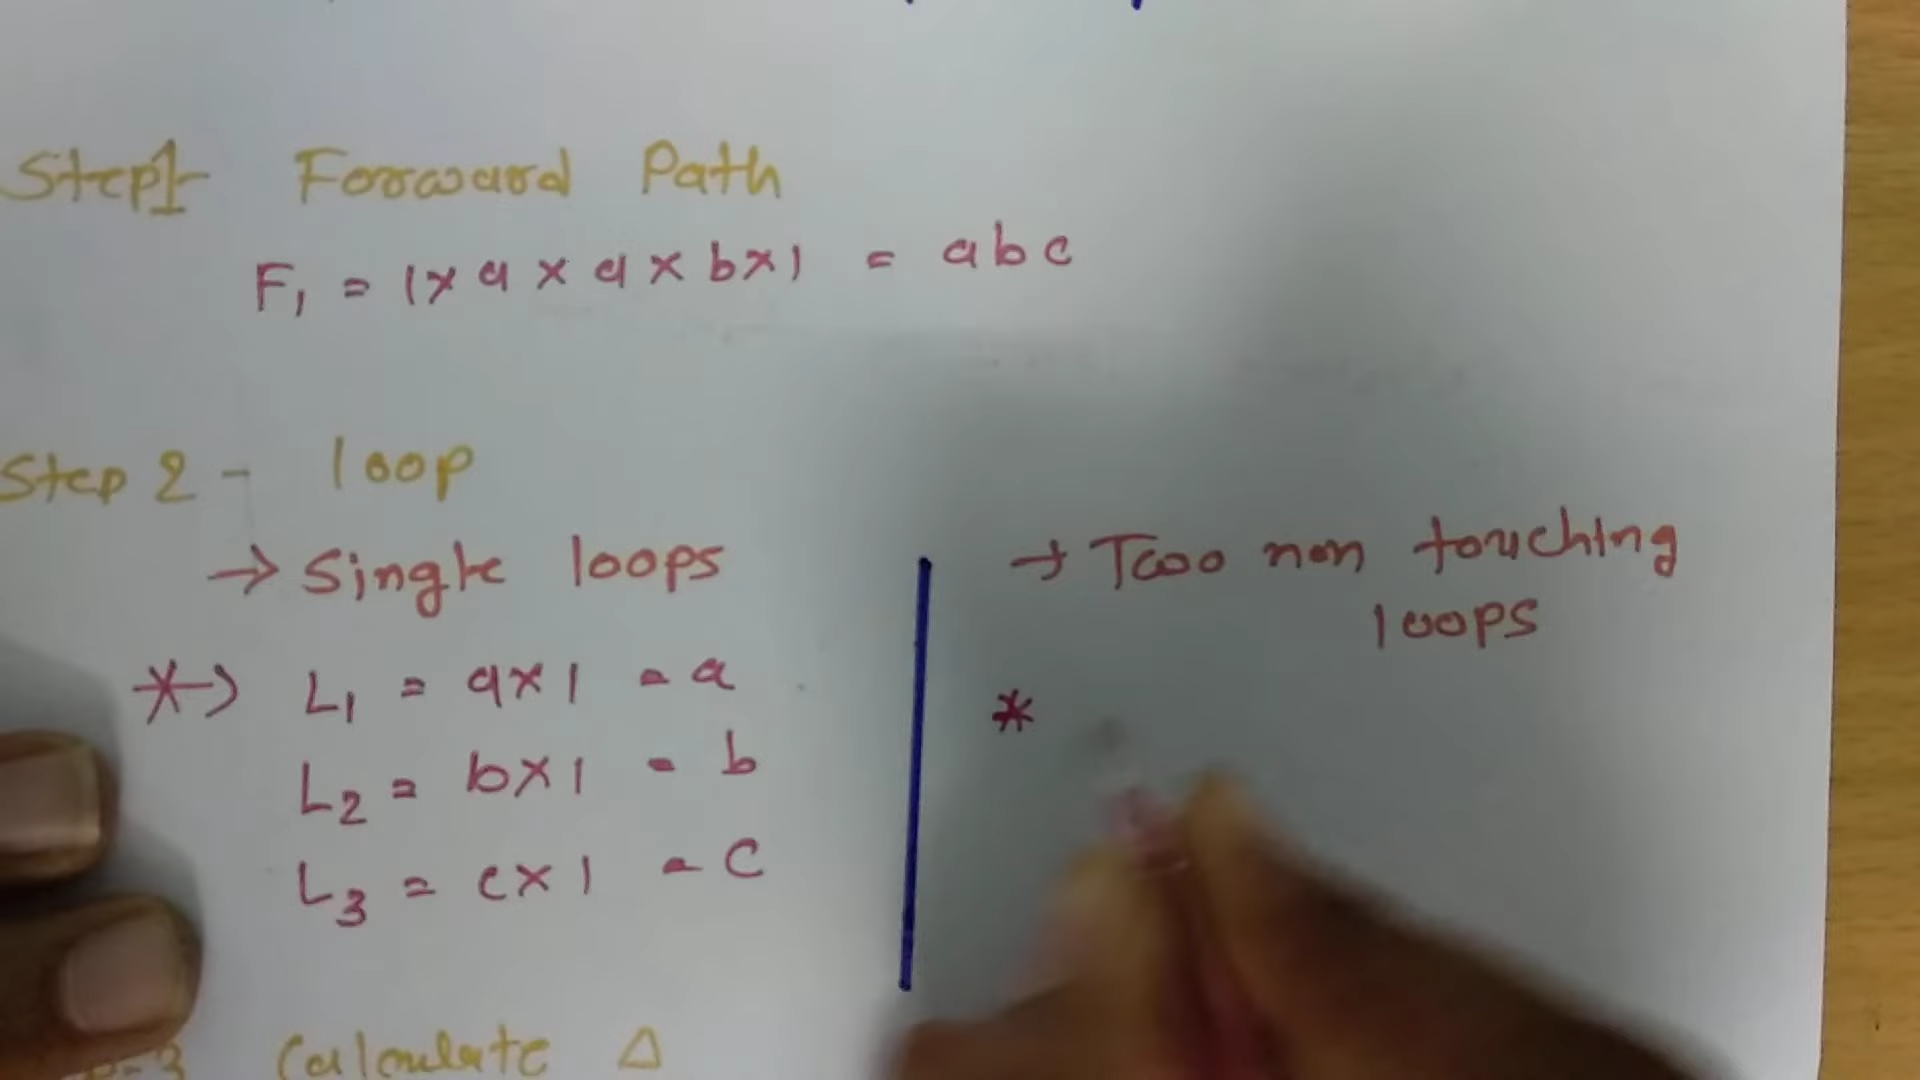 Step1- Forward Path
F1 = 1 x a x a x b x 1 = abc
Step 2 - loop
→ Single loops
*→ L1 = a x 1 = a
L2 = b x 1 = b
L3 = c x 1 = c
→ Two non touching
loops
*
-3 Calculate Δ